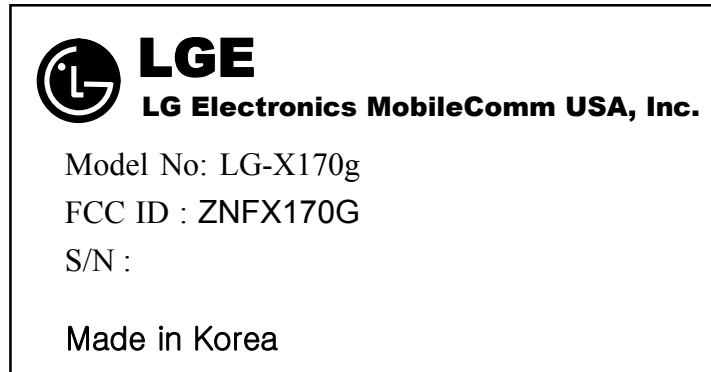 LGE
LG Electronics MobileComm USA, Inc.
Model No: LG-X170g
FCC ID : ZNFX170G
S/N :
Made in Korea